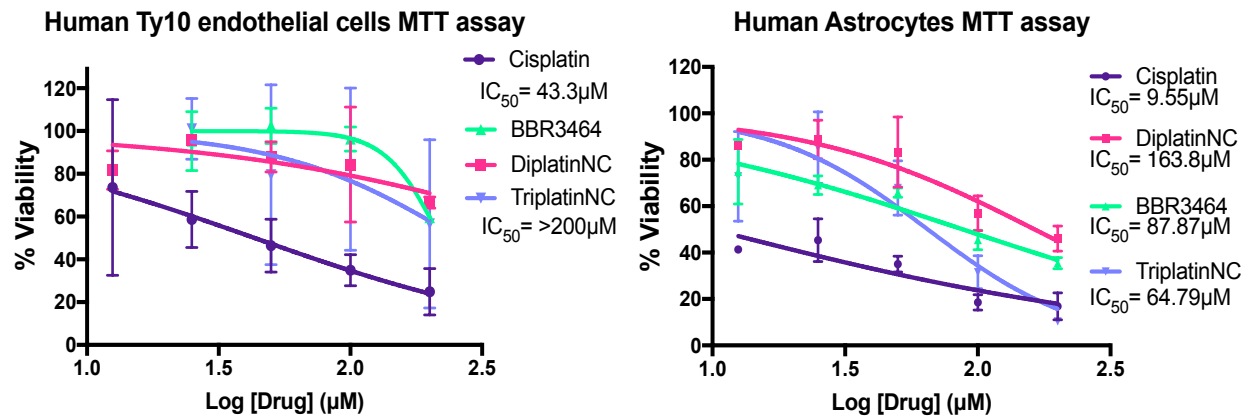 Human Ty10 endothelial cells MTT assay
% Viability
120
100
80
60
40
20
0
1.0
1.5
2.0
2.5
Log [Drug] (µM)
Cisplatin
IC50= 43.3µM
BBR3464
DiplatinNC
TriplatinNC
IC50= >200µM
Human Astrocytes MTT assay
% Viability
120
100
80
60
40
20
0
1.0
1.5
2.0
2.5
Log [Drug] (µM)
Cisplatin
IC50= 9.55µM
DiplatinNC
IC50= 163.8µM
BBR3464
IC50= 87.87µM
TriplatinNC
IC50= 64.79µM